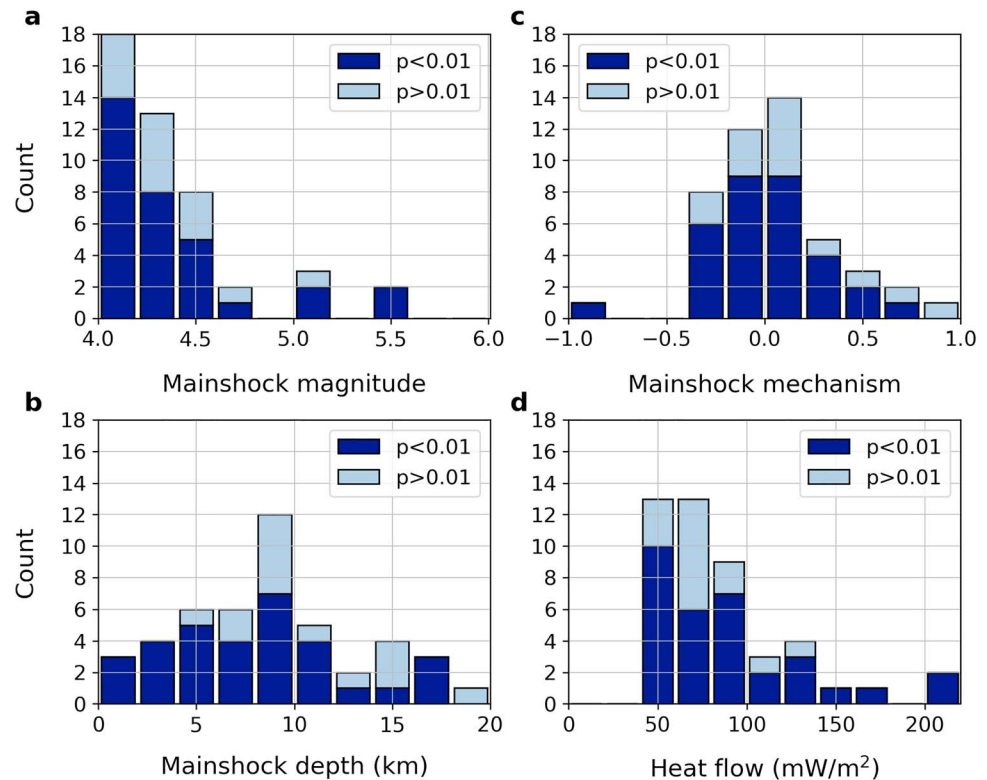 a
18
16
14
12
10
8
6
4
2
0
Count
p<0.01
p>0.01
4.0 4.5 5.0 5.5 6.0
Mainshock magnitude
c
18
16
14
12
10
8
6
4
2
0
p<0.01
p>0.01
−1.0 −0.5 0.0 0.5 1.0
Mainshock mechanism
b
18
16
14
12
10
8
6
4
2
0
Count
p<0.01
p>0.01
0 5 10 15 20
Mainshock depth (km)
d
18
16
14
12
10
8
6
4
2
0
p<0.01
p>0.01
0 50 100 150 200
Heat flow (mW/m²)